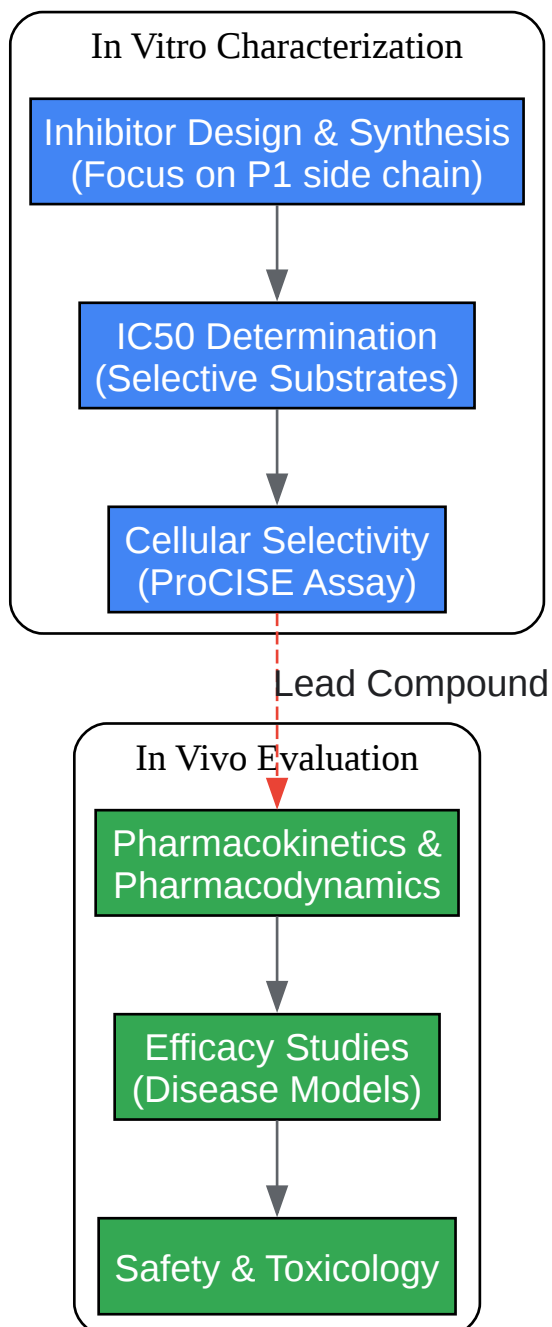 In Vitro Characterization
Inhibitor Design & Synthesis
(Focus on P1 side chain)
IC50 Determination
(Selective Substrates)
Cellular Selectivity
(ProCISE Assay)
Lead Compound
In Vivo Evaluation
Pharmacokinetics &
Pharmacodynamics
Efficacy Studies
(Disease Models)
Safety & Toxicology